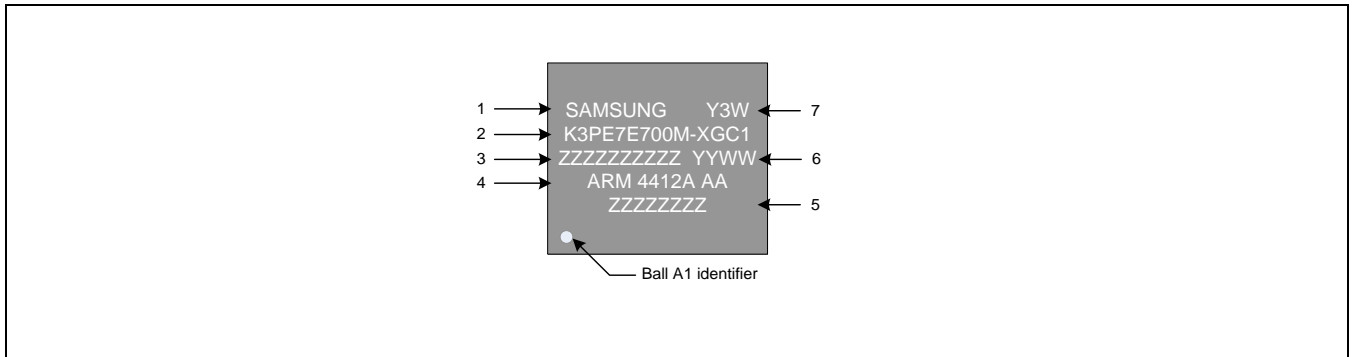 1 SAMSUNG Y3W 7
2 K3PE7E700M-XGC1
3 ZZZZZZZZZZ YYWW 6
4 ARM 4412A AA
ZZZZZZZZ 5
Ball A1 identifier